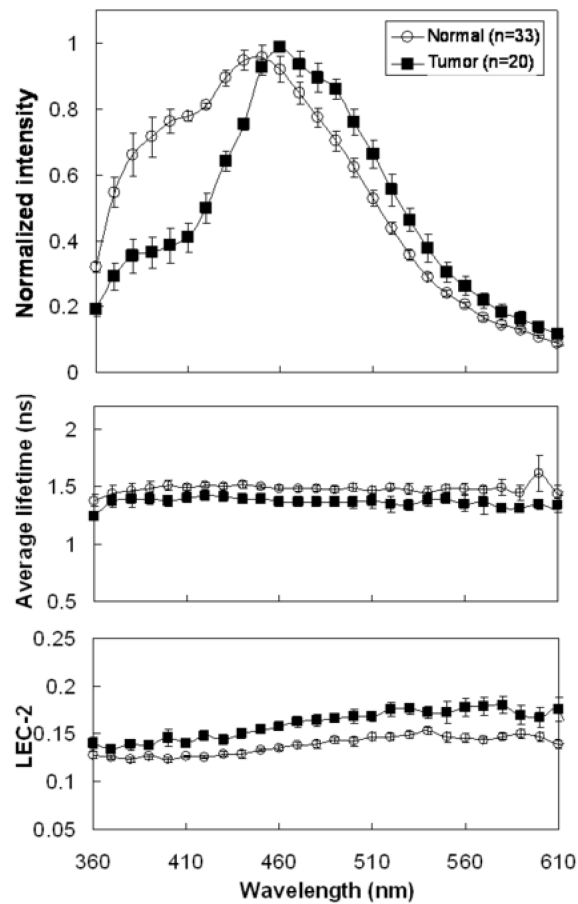 Normal (n=33)
Tumor (n=20)
Normalized intensity
1
0.8
0.6
0.4
0.2
0
Average lifetime (ns)
2
1.5
1
0.5
LEC-2
0.25
0.2
0.15
0.1
0.05
360 410 460 510 560 610
Wavelength (nm)